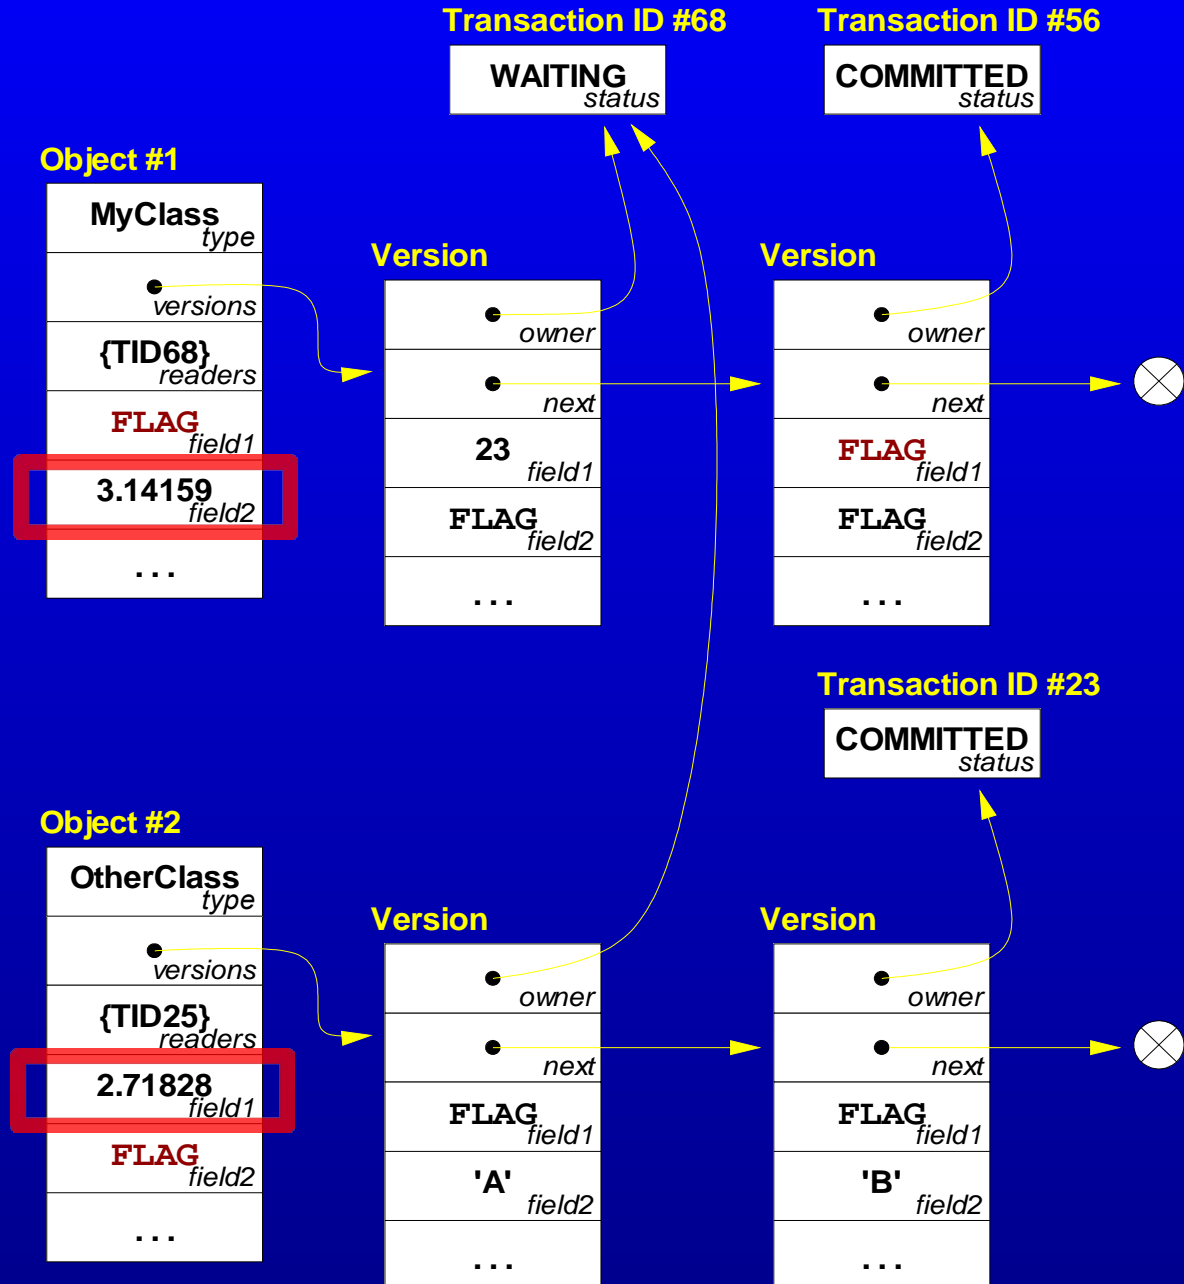 Transaction ID #68
Transaction ID #56
WAITING
status
COMMITTED
status
Object #1
MyClass
type
versions
{TID68}
readers
FLAG
field1
3.14159
field2
...
Version
owner
next
23
field1
FLAG
field2
...
Version
owner
next
FLAG
field1
FLAG
field2
...
Transaction ID #23
COMMITTED
status
Object #2
OtherClass
type
versions
{TID25}
readers
2.71828
field1
FLAG
field2
...
Version
owner
next
FLAG
field1
'A'
field2
...
Version
owner
next
FLAG
field1
'B'
field2
...